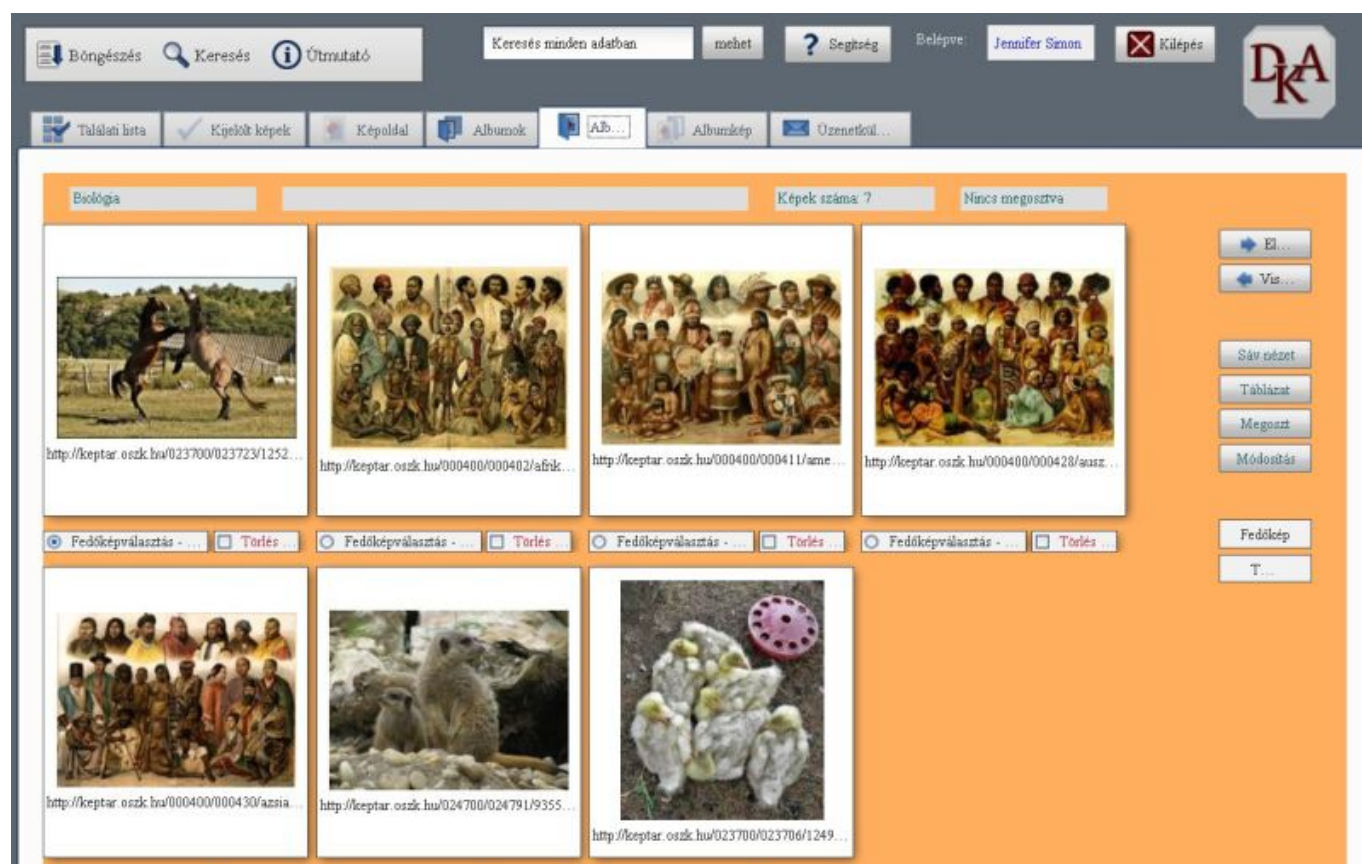 Böngészés Keresés Útmutató Keresés minden adatban mehet Segítség Belépve: Jennifer Simon Kilépés
DKA
Találati lista Kijelölt képek Képoldal Albumok Alb... Albumkép Üzenetkül...
Biológia Képek száma: 7 Nincs megosztva
El...
Vis...
Sáv nézet
Táblázat
Megoszt
Módosítás
http://keptar.oszk.hu/023700/023723/1252... http://keptar.oszk.hu/000400/000402/afrik... http://keptar.oszk.hu/000400/000411/ame... http://keptar.oszk.hu/000400/000428/ausz...
Fedőkép
T...
Fedőképválasztás - ... Törlés ... Fedőképválasztás - ... Törlés ... Fedőképválasztás - ... Törlés ... Fedőképválasztás - ... Törlés ...
http://keptar.oszk.hu/000400/000430/azsia... http://keptar.oszk.hu/024700/024791/9355... http://keptar.oszk.hu/023700/023706/1249...